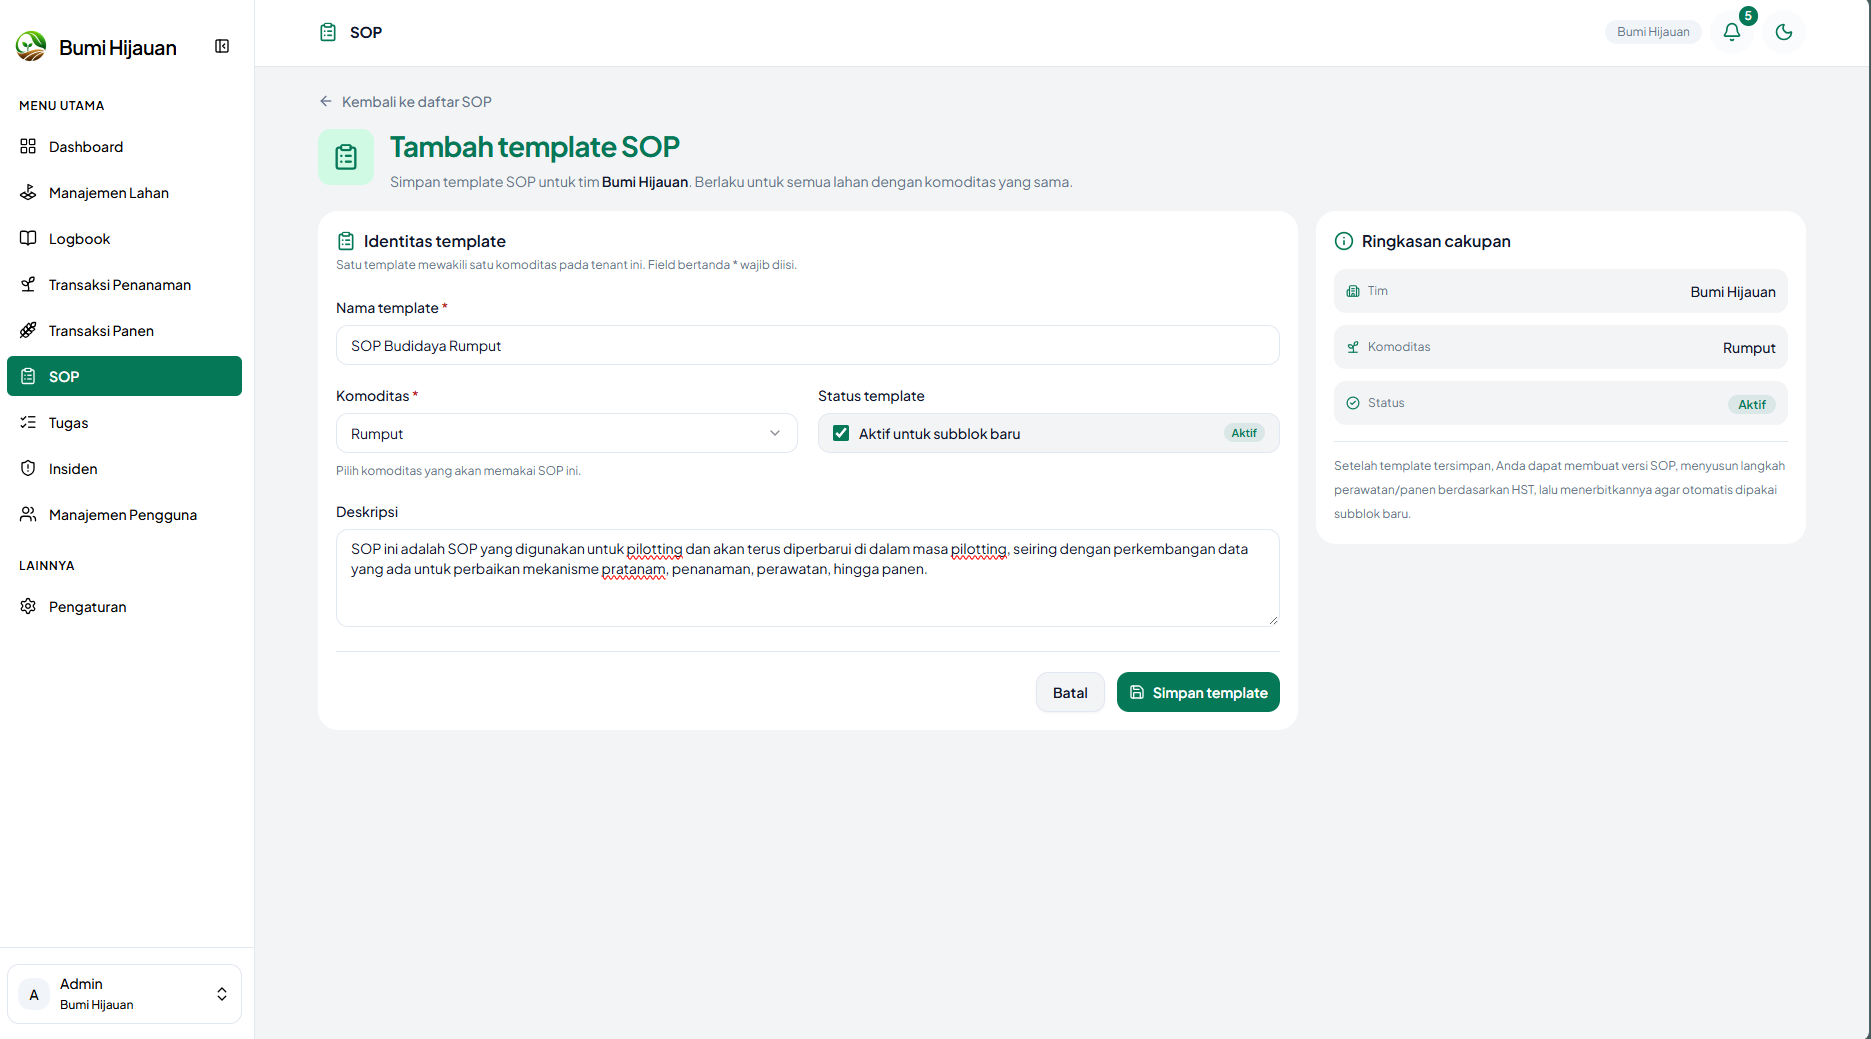 Bumi Hijauan
MENU UTAMA
Dashboard
Manajemen Lahan
Logbook
Transaksi Penanaman
Transaksi Panen
SOP
Tugas
Insiden
Manajemen Pengguna
LAINNYA
Pengaturan
A
Admin
Bumi Hijauan
SOP
Bumi Hijauan
5
Kembali ke daftar SOP
Tambah template SOP
Simpan template SOP untuk tim Bumi Hijauan. Berlaku untuk semua lahan dengan komoditas yang sama.
Identitas template
Satu template mewakili satu komoditas pada tenant ini. Field bertanda * wajib diisi.
Nama template *
SOP Budidaya Rumput
Komoditas *
Rumput
Pilih komoditas yang akan memakai SOP ini.
Status template
Aktif untuk subblok baru
Aktif
Deskripsi
SOP ini adalah SOP yang digunakan untuk pilotting dan akan terus diperbarui di dalam masa pilotting, seiring dengan perkembangan data
yang ada untuk perbaikan mekanisme pratanam, penanaman, perawatan, hingga panen.
Batal
Simpan template
Ringkasan cakupan
Tim
Bumi Hijauan
Komoditas
Rumput
Status
Aktif
Setelah template tersimpan, Anda dapat membuat versi SOP, menyusun langkah
perawatan/panen berdasarkan HST, lalu menerbitkannya agar otomatis dipakai
subblok baru.